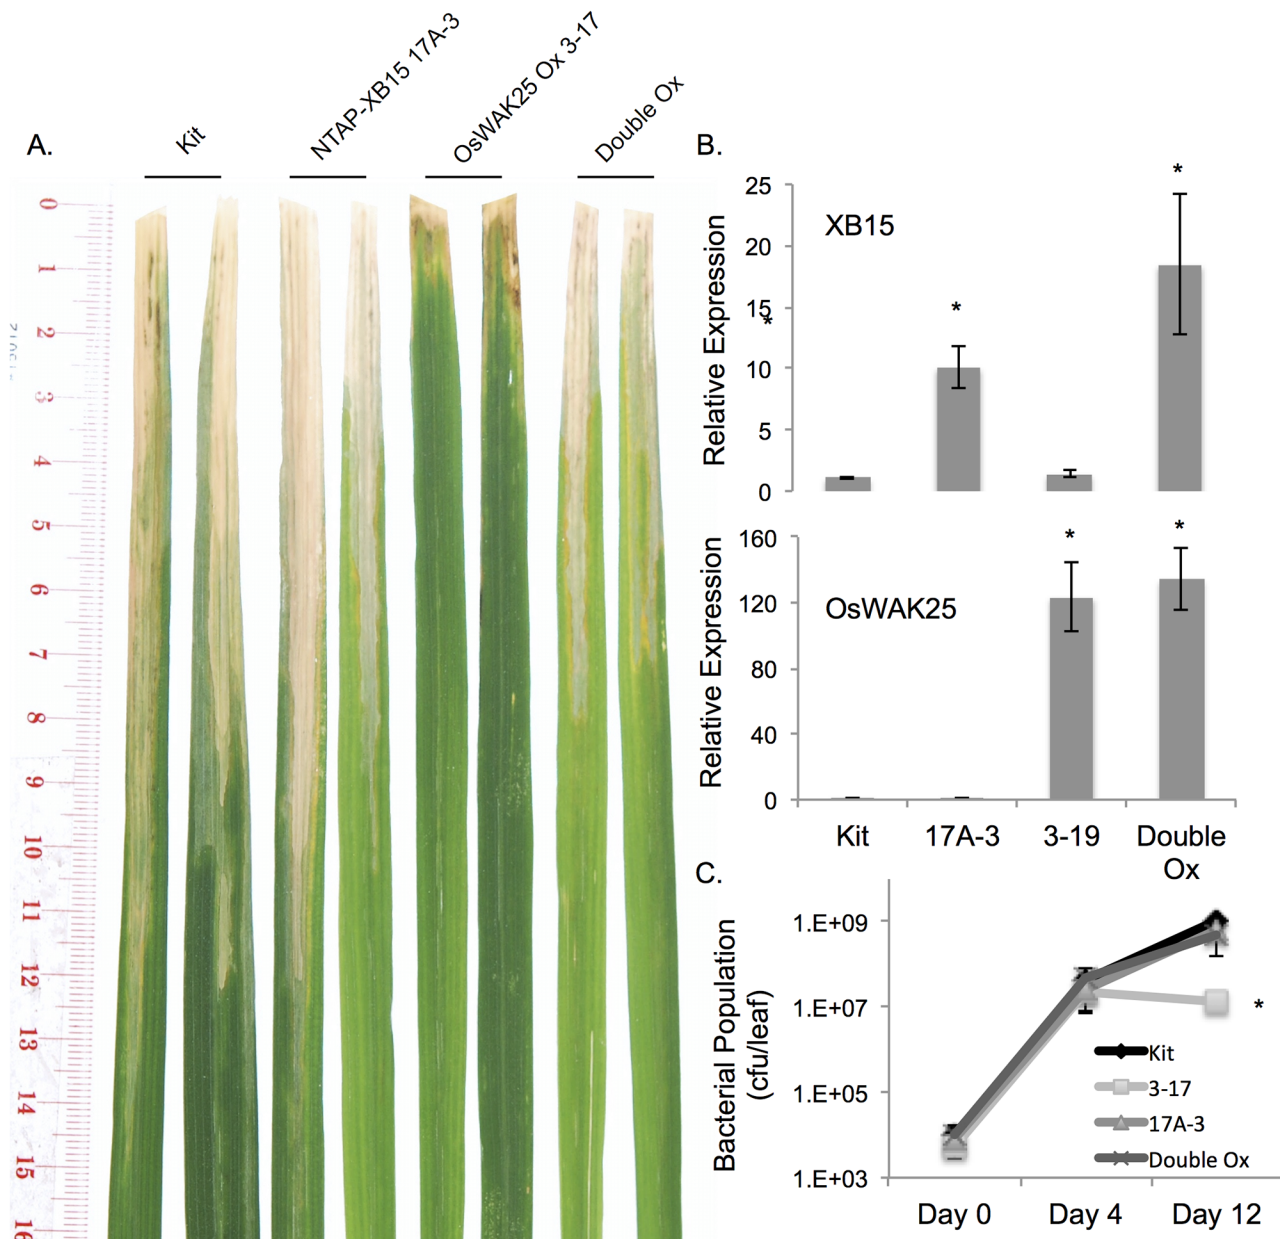 A.
Kit
NTAP-XB15 17A-3
OsWAK25 Ox 3-17
Double Ox
0
1
2
3
4
5
6
7
8
9
10
11
12
13
14
15
16
B.
Relative Expression
25
20
15
10
5
0
XB15
*
*
*
Relative Expression
160
120
80
40
0
OsWAK25
*
*
Kit
17A-3
3-19
Double
Ox
C.
Bacterial Population
(cfu/leaf)
1.E+09
1.E+07
1.E+05
1.E+03
*
Kit
3-17
17A-3
Double Ox
Day 0
Day 4
Day 12